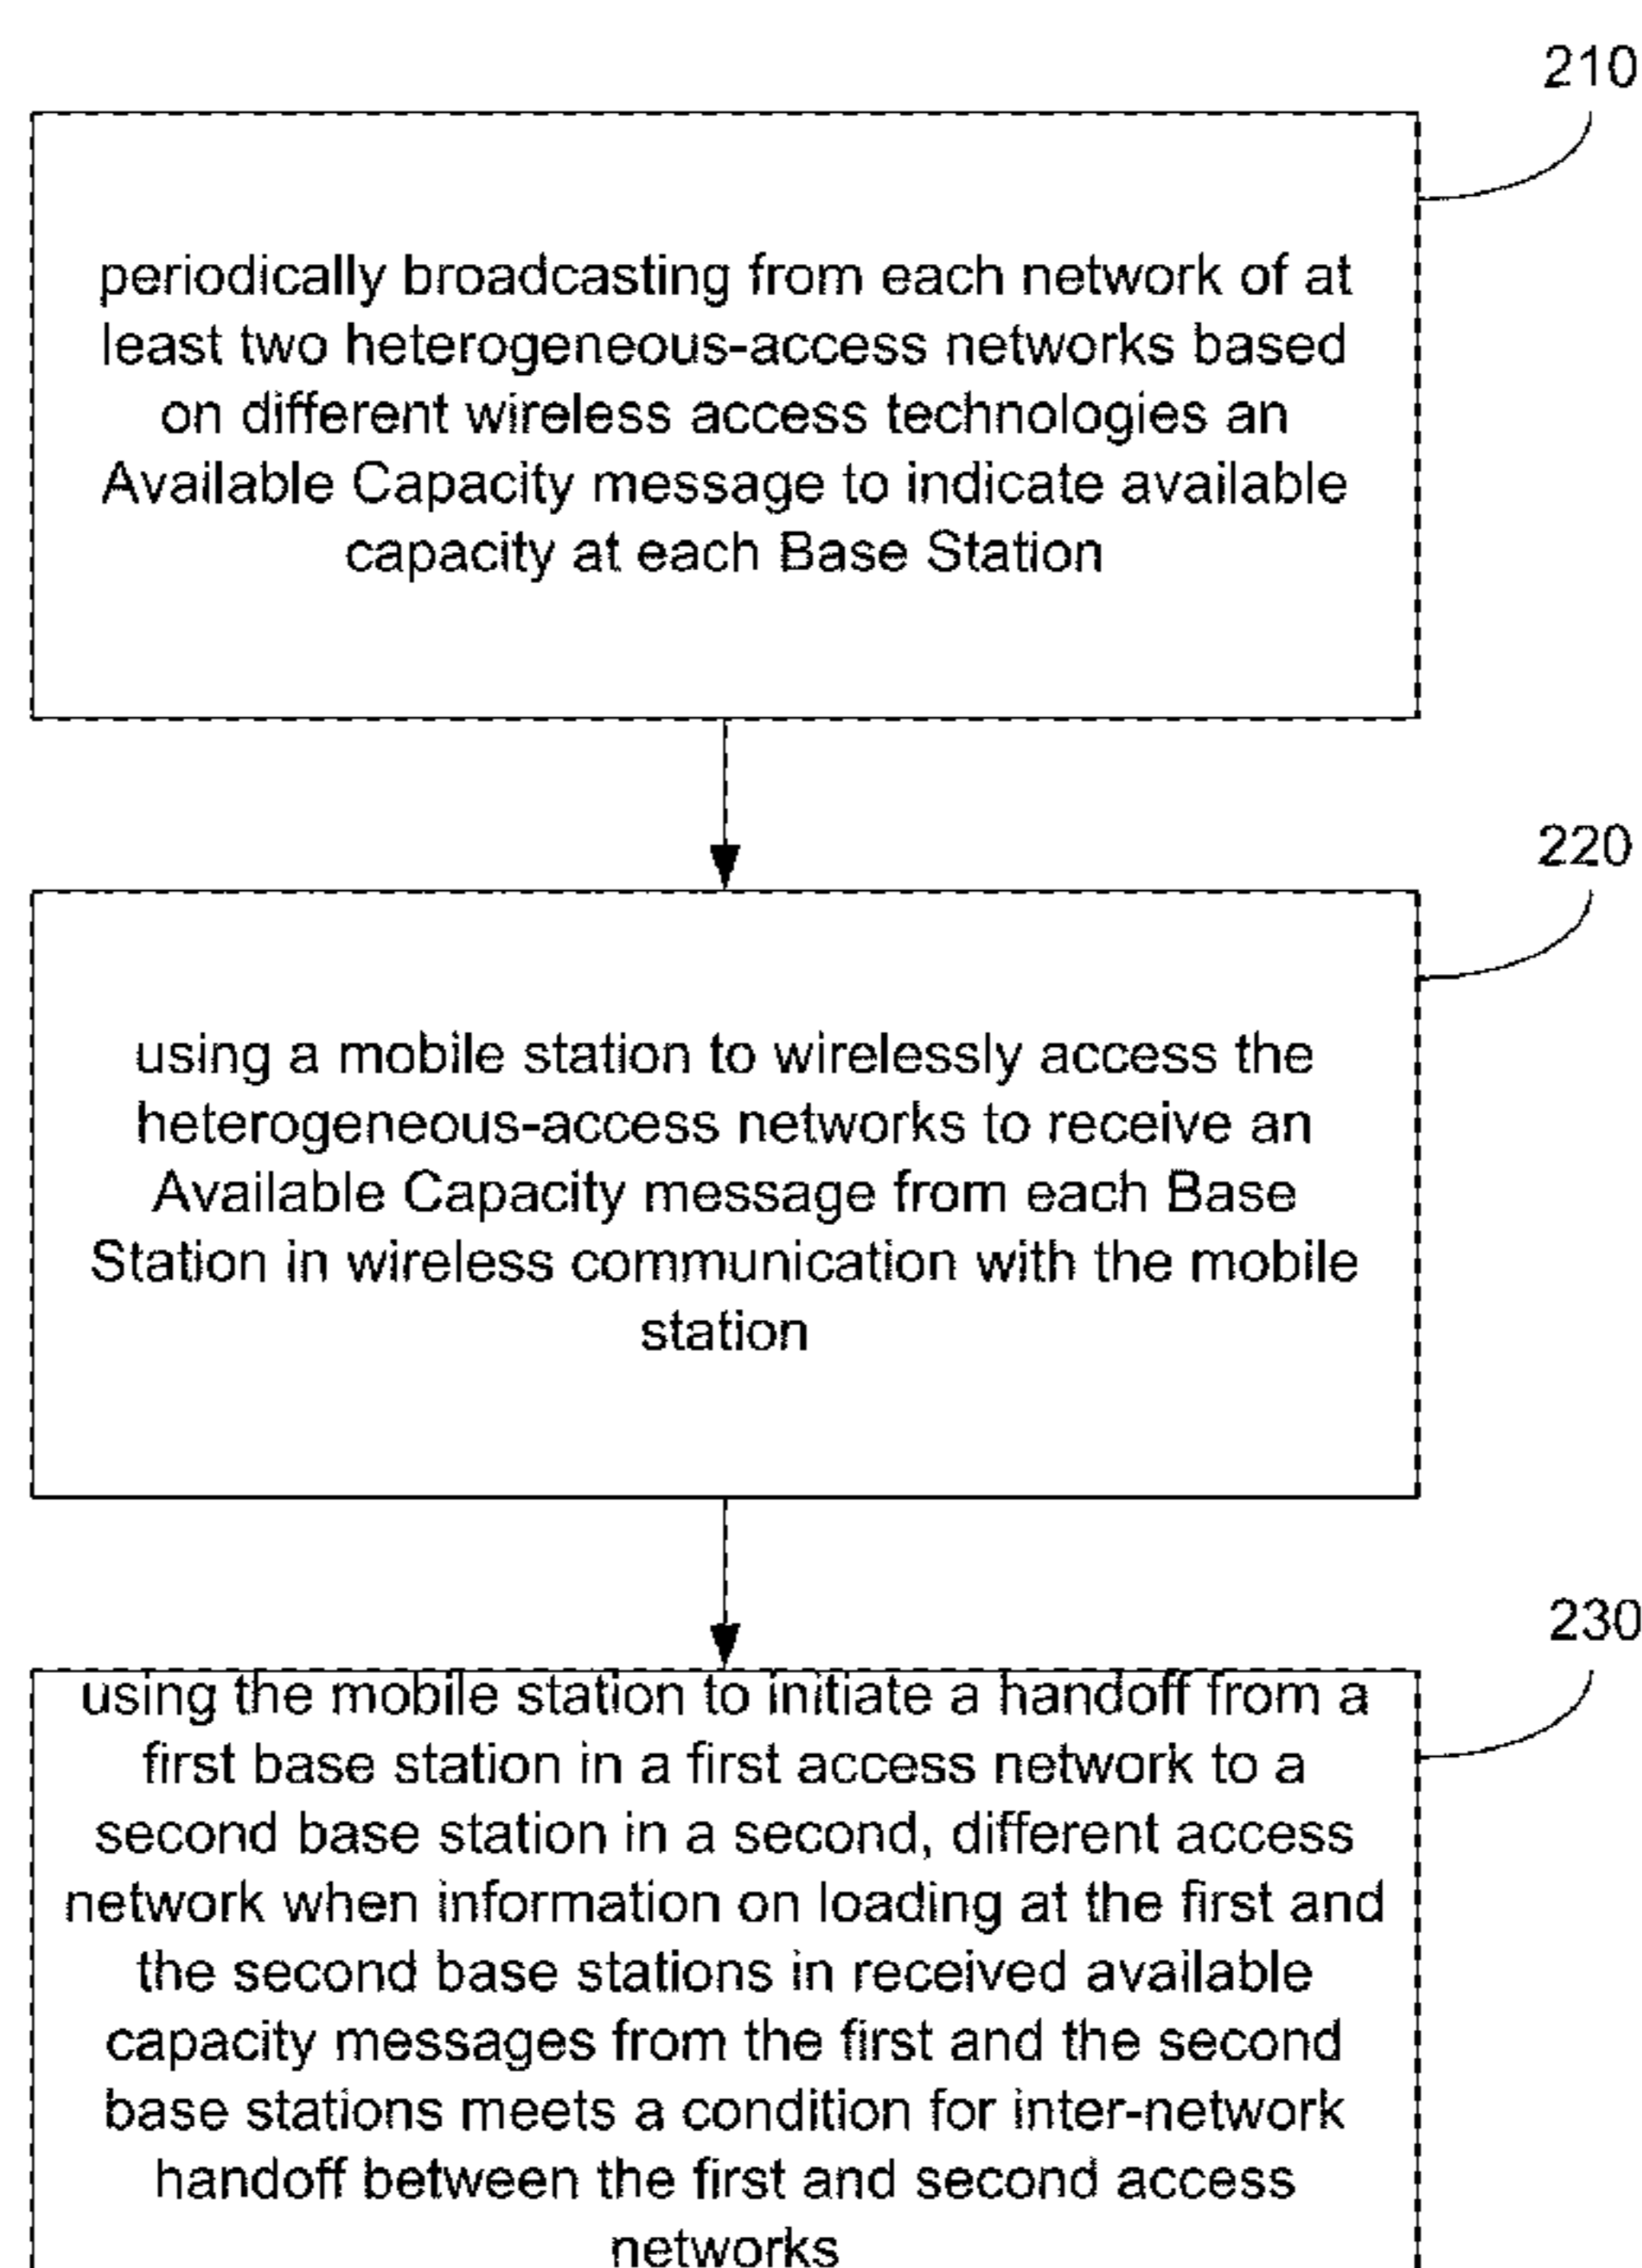 210
periodically broadcasting from each network of at
least two heterogeneous-access networks based
on different wireless access technologies an
Available Capacity message to indicate available
capacity at each Base Station
220
using a mobile station to wirelessly access the
heterogeneous-access networks to receive an
Available Capacity message from each Base
Station in wireless communication with the mobile
station
230
using the mobile station to initiate a handoff from a
first base station in a first access network to a
second base station in a second, different access
network when information on loading at the first and
the second base stations in received available
capacity messages from the first and the second
base stations meets a condition for inter-network
handoff between the first and second access
networks